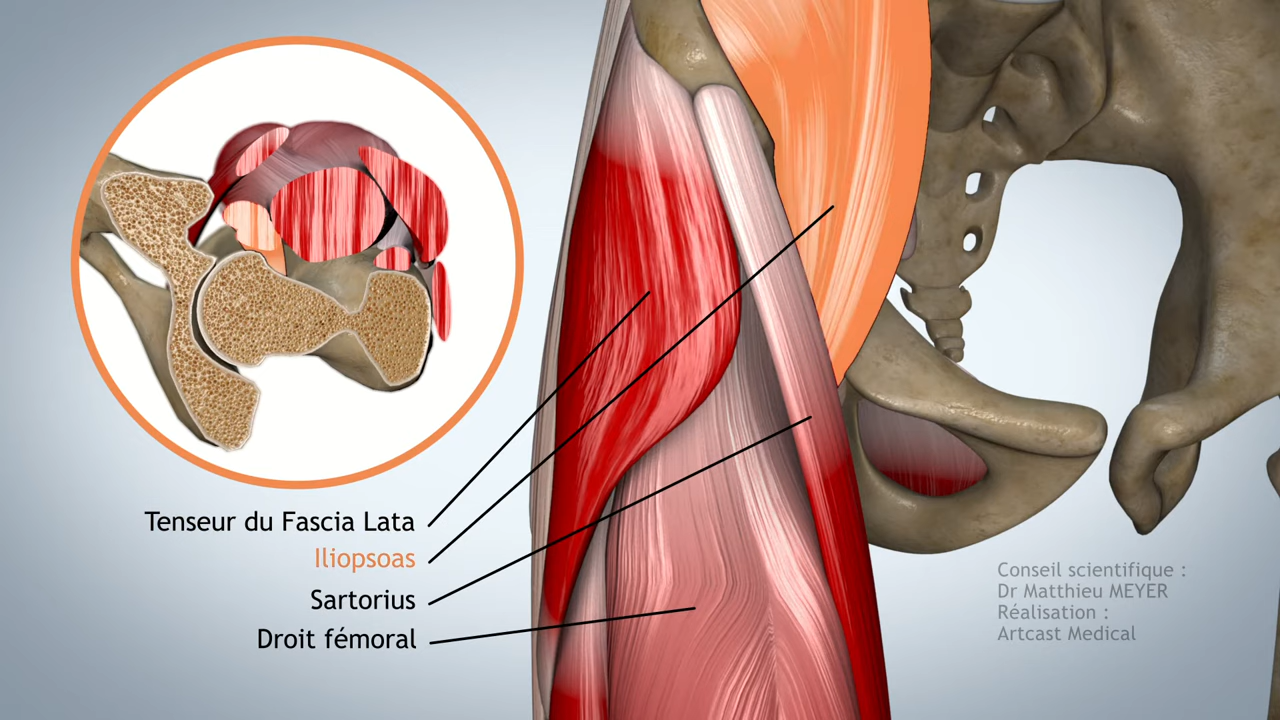 Tenseur du Fascia Lata
Iliopsoas
Sartorius
Droit fémoral
Conseil scientifique :
Dr Matthieu MEYER
Réalisation :
Artcast Medical